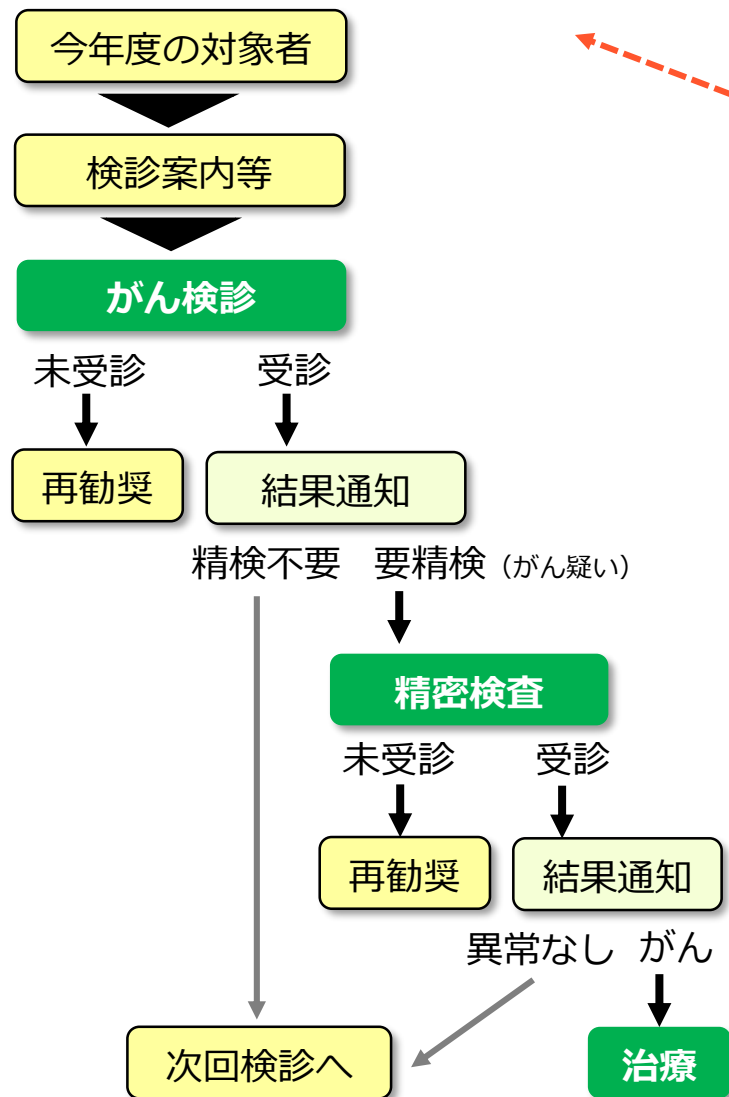 今年度の対象者
検診案内等
がん検診
未受診 受診
再勧奨 結果通知
精検不要 要精検（がん疑い）
精密検査
未受診 受診
再勧奨 結果通知
異常なし がん
次回検診へ 治療